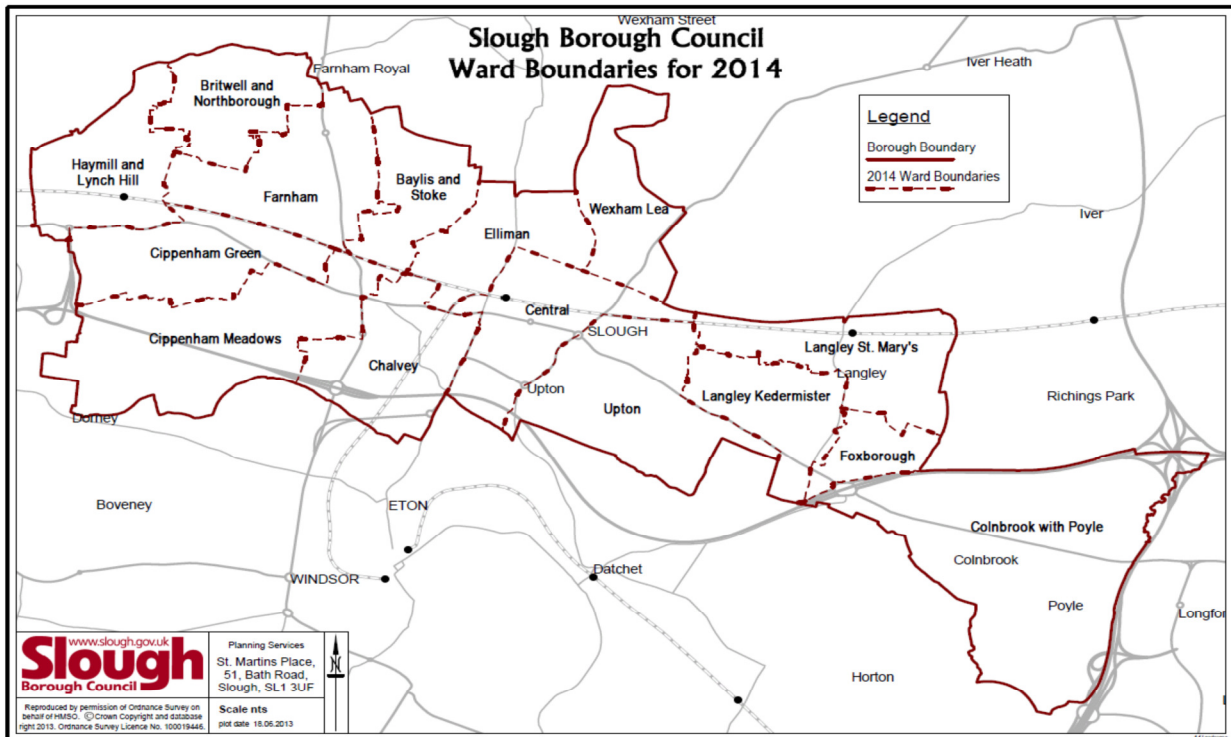 Wexham Street
Slough Borough Council
Ward Boundaries for 2014
Farnham Royal
Iver Heath
Britwell and
Northborough
Legend
Borough Boundary
2014 Ward Boundaries
Haymill and
Lynch Hill
Farnham
Baylis and
Stoke
Wexham Lea
Iver
Elliman
Cippenham Green
Central
SLOUGH
Cippenham Meadows
Chalvey
Langley St. Mary's
Langley
Upton
Upton
Langley Kedermister
Richings Park
Dorney
Foxborough
Boveney
ETON
Colnbrook with Poyle
Colnbrook
WINDSOR
Datchet
Poyle
Longfor
Horton
www.slough.gov.uk
Slough
Borough Council
Reproduced by permission of Ordnance Survey on
behalf of HMSO. © Crown Copyright and database
right 2013. Ordnance Survey Licence No. 100019446.
Planning Services
St. Martins Place,
51, Bath Road,
Slough, SL1 3UF
Scale nts
plot date 18.06.2013
N